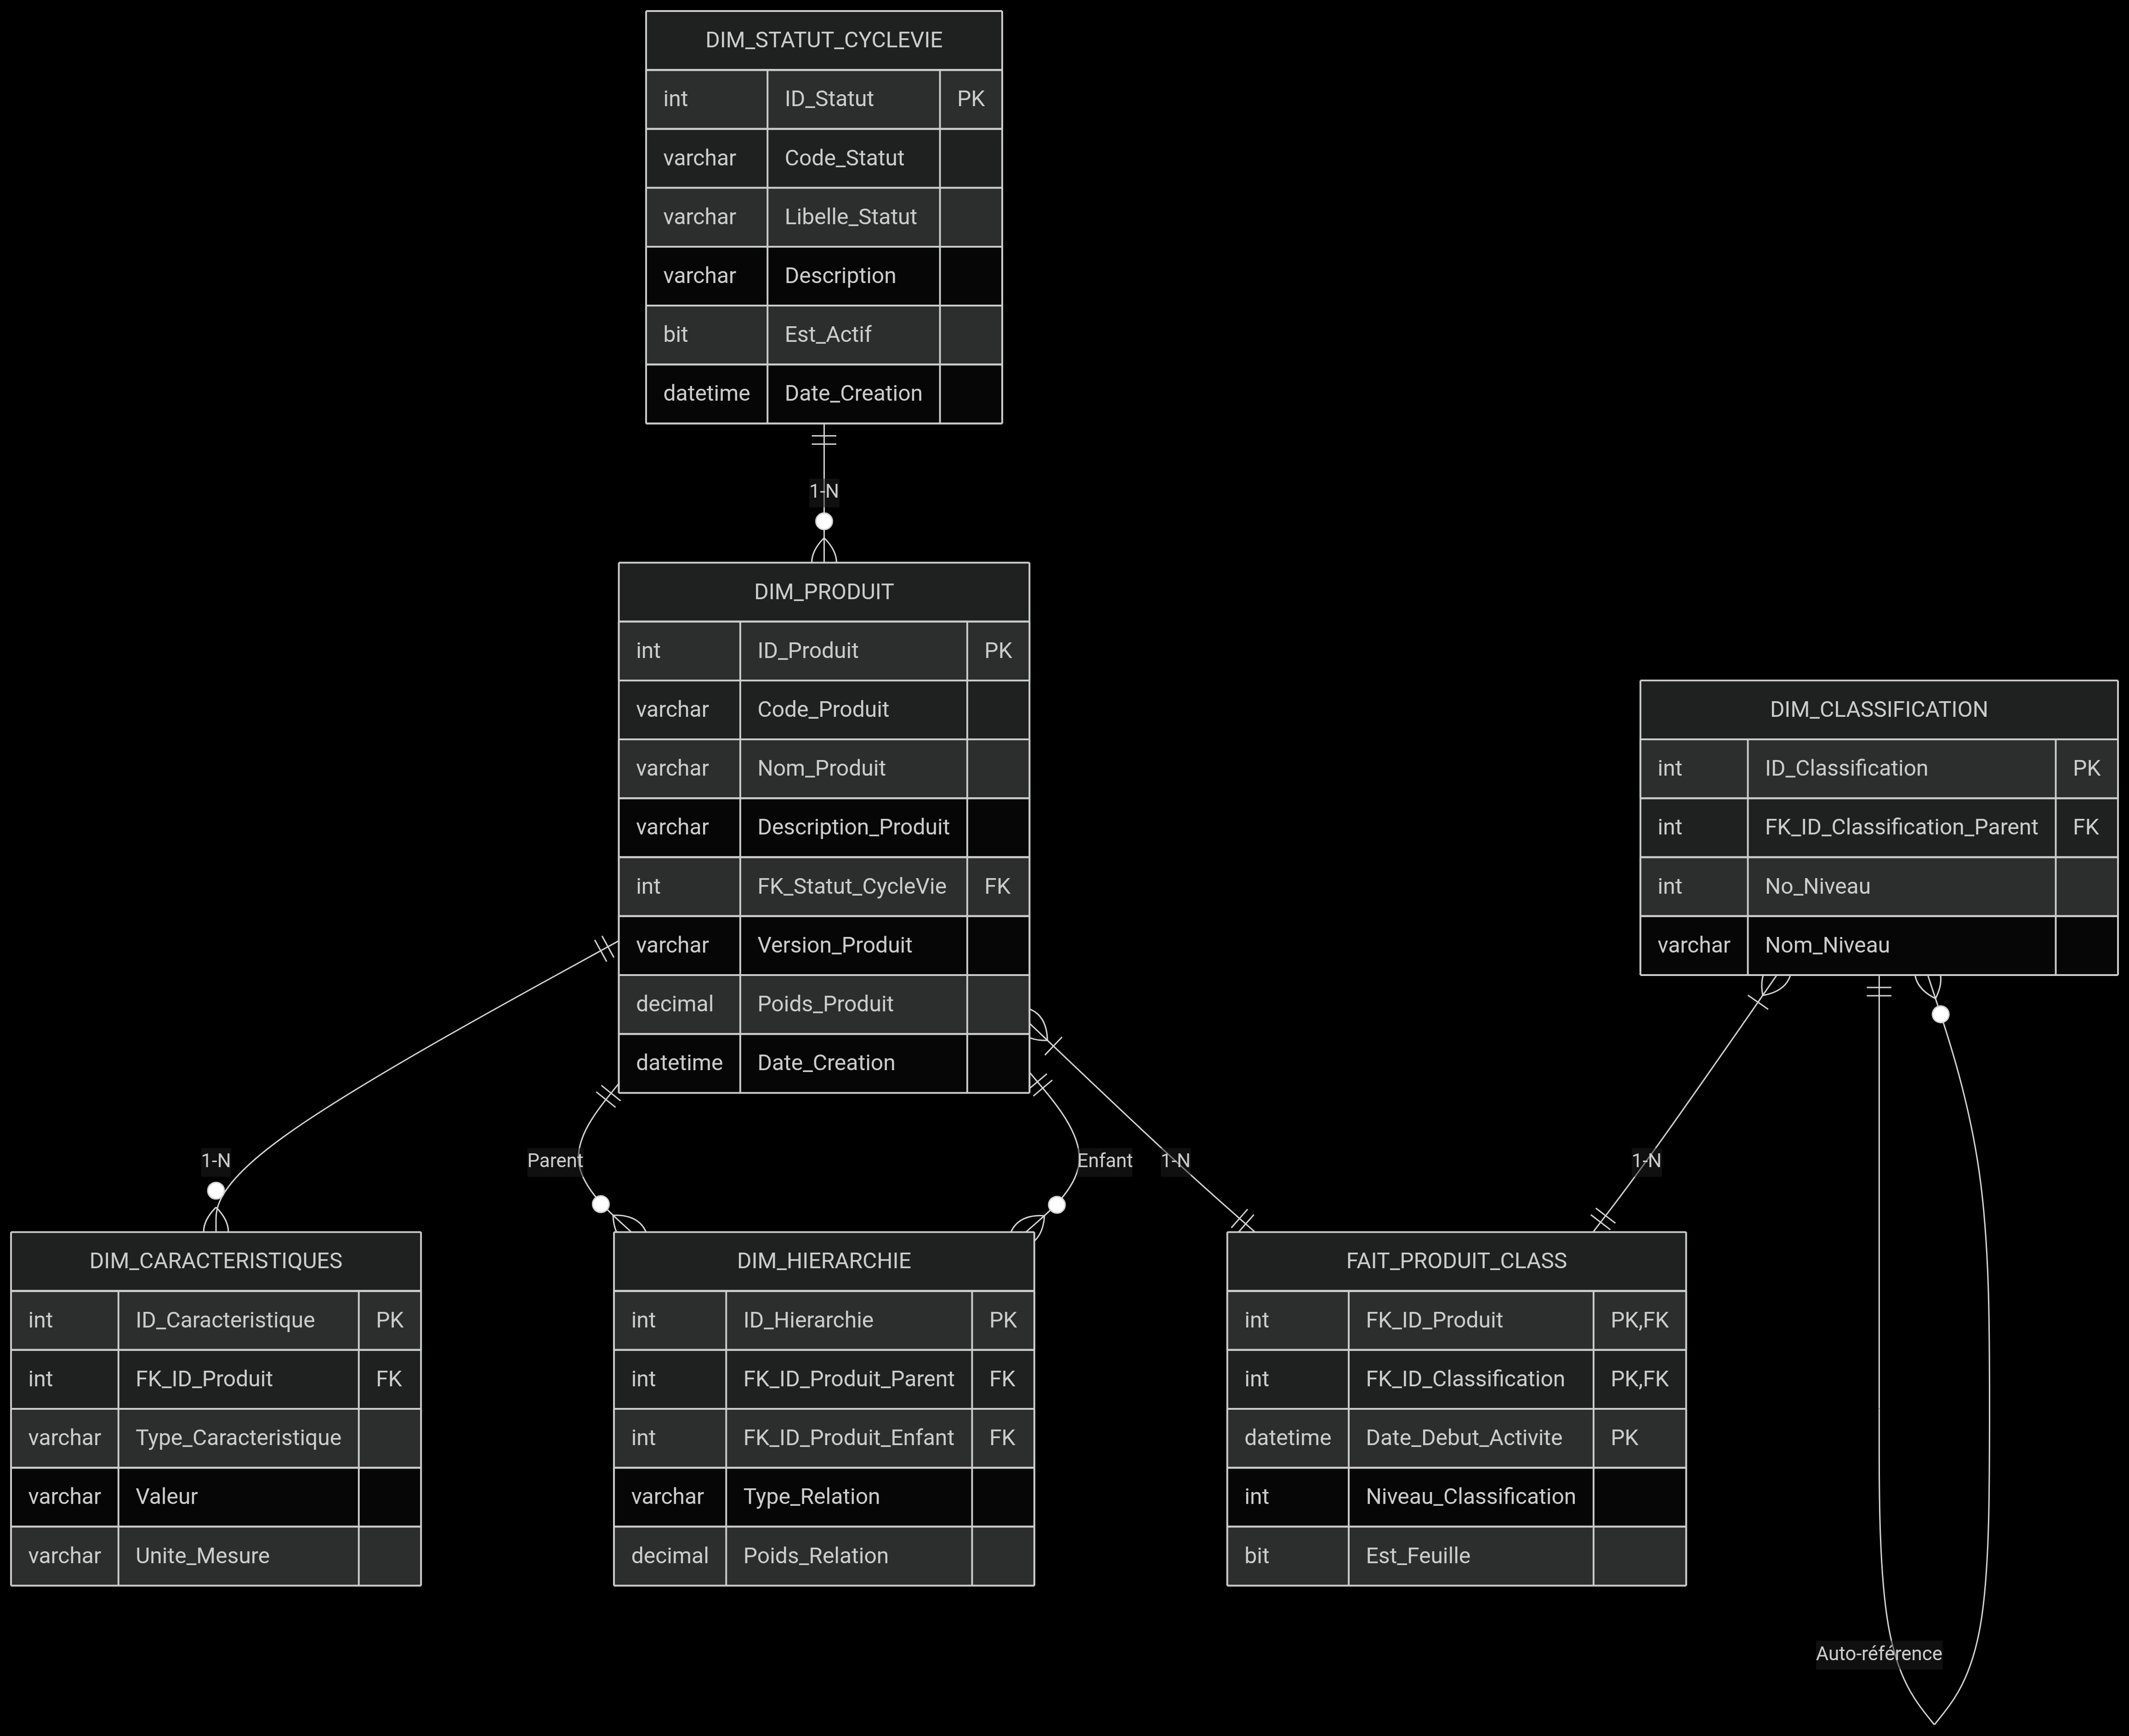 DIM_STATUT_CYCLEVIE
int ID_Statut PK
varchar Code_Statut
varchar Libelle_Statut
varchar Description
bit Est_Actif
datetime Date_Creation
1-N
DIM_PRODUIT
int ID_Produit PK
varchar Code_Produit
varchar Nom_Produit
varchar Description_Produit
int FK_Statut_CycleVie FK
varchar Version_Produit
decimal Poids_Produit
datetime Date_Creation
DIM_CLASSIFICATION
int ID_Classification PK
int FK_ID_Classification_Parent FK
int No_Niveau
varchar Nom_Niveau
1-N
Parent
Enfant
1-N
1-N
DIM_CARACTERISTIQUES
int ID_Caracteristique PK
int FK_ID_Produit FK
varchar Type_Caracteristique
varchar Valeur
varchar Unite_Mesure
DIM_HIERARCHIE
int ID_Hierarchie PK
int FK_ID_Produit_Parent FK
int FK_ID_Produit_Enfant FK
varchar Type_Relation
decimal Poids_Relation
FAIT_PRODUIT_CLASS
int FK_ID_Produit PK,FK
int FK_ID_Classification PK,FK
datetime Date_Debut_Activite PK
int Niveau_Classification
bit Est_Feuille
Auto-référence